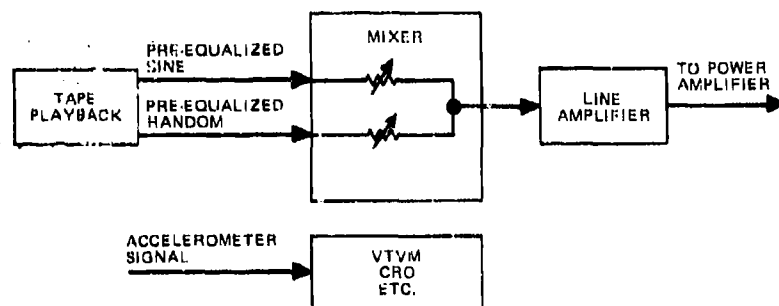 PRE-EQUALIZED
SINE
MIXER
TAPE
PLAYBACK
PRE-EQUALIZED
HANDOM
LINE
AMPLIFIER
TO POWER
AMPLIFIER
ACCELEROMETER
SIGNAL
VTVM
CRO
ETC.